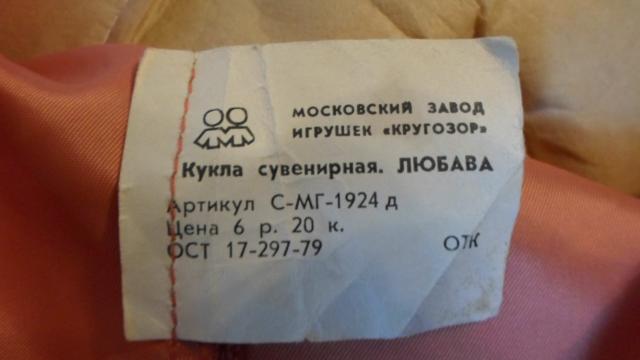 МОСКОВСКИЙ ЗАВОД
ИГРУШЕК «КРУГОЗОР»
Кукла сувенирная. ЛЮБАВА
Артикул С-МГ-1924 д
Цена 6 р. 20 к.
ОСТ 17-297-79
ОТК